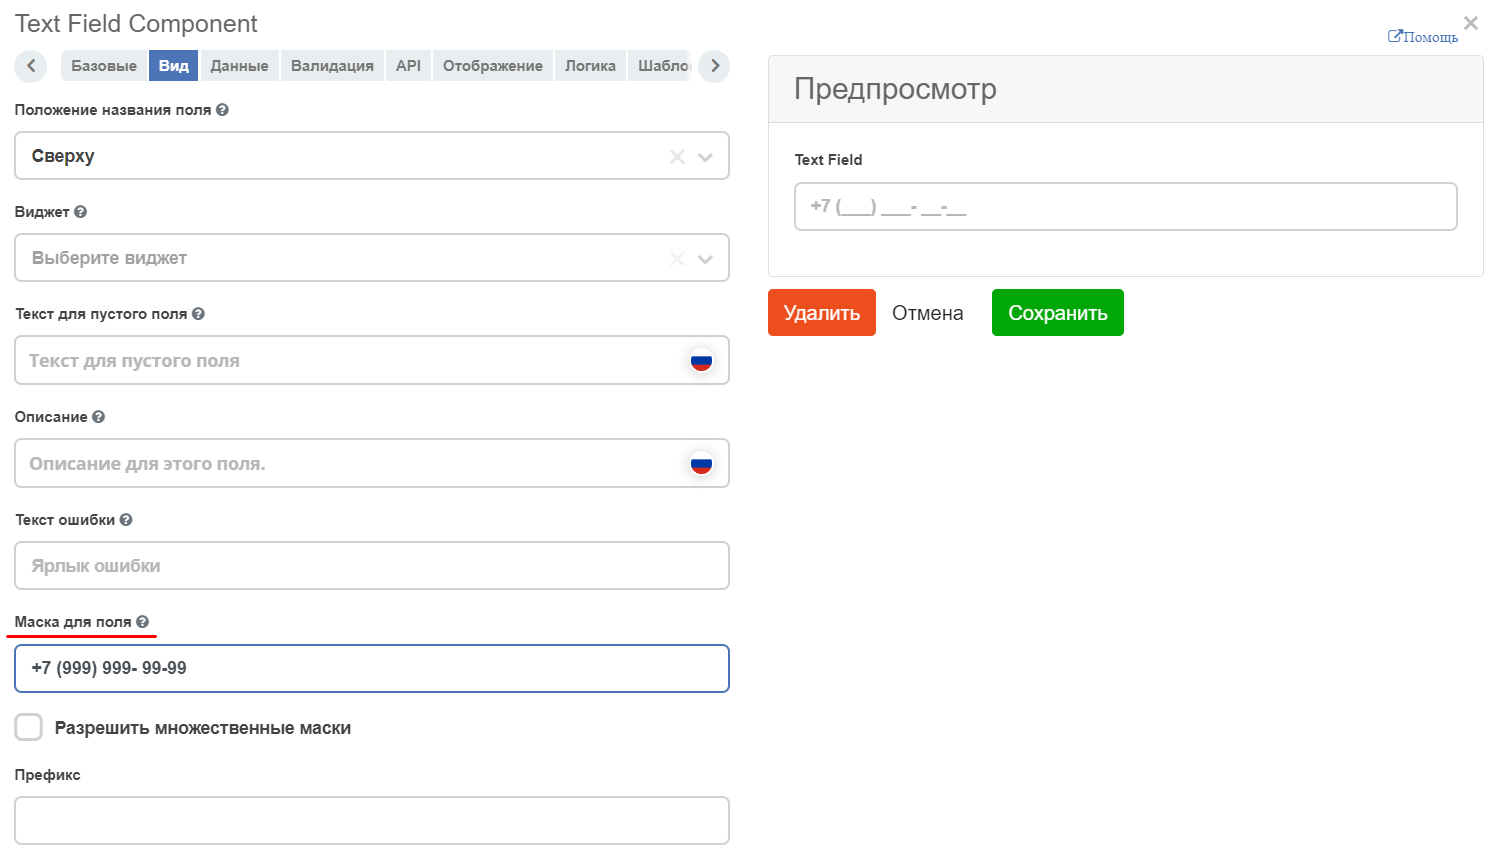 Text Field Component
Помощь
Базовые Вид Данные Валидация API Отображение Логика Шабло
Положение названия поля
Сверху
Виджет
Выберите виджет
Текст для пустого поля
Текст для пустого поля
Описание
Описание для этого поля.
Текст ошибки
Ярлык ошибки
Маска для поля
+7 (999) 999- 99-99
Разрешить множественные маски
Префикс
Предпросмотр
Text Field
+7 (___) ___- __-__
Удалить Отмена Сохранить